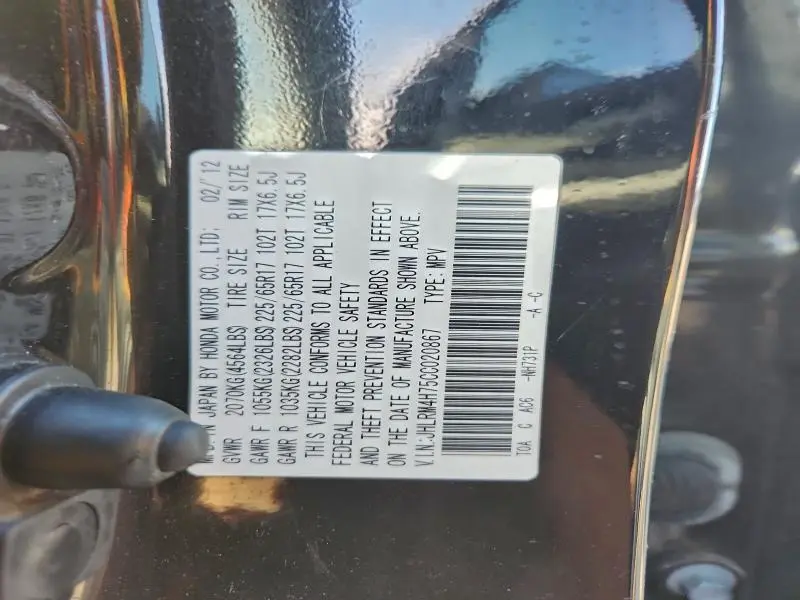 MFD. IN JAPAN BY HONDA MOTOR CO.,LTD; 02/12
GVWR 2070KG(4564LBS) TIRE SIZE RIM SIZE
GAWR F 1055KG(2326LBS) 225/65R17 102T 17X6.5J
GAWR R 1035KG(2282LBS) 225/65R17 102T 17X6.5J
THIS VEHICLE CONFORMS TO ALL APPLICABLE
FEDERAL MOTOR VEHICLE SAFETY
AND THEFT PREVENTION STANDARDS IN EFFECT
ON THE DATE OF MANUFACTURE SHOWN ABOVE.
V.I.N:JHLRM4H75CC020867 TYPE: MPV
TOA C AC6 -NH731P -A -C